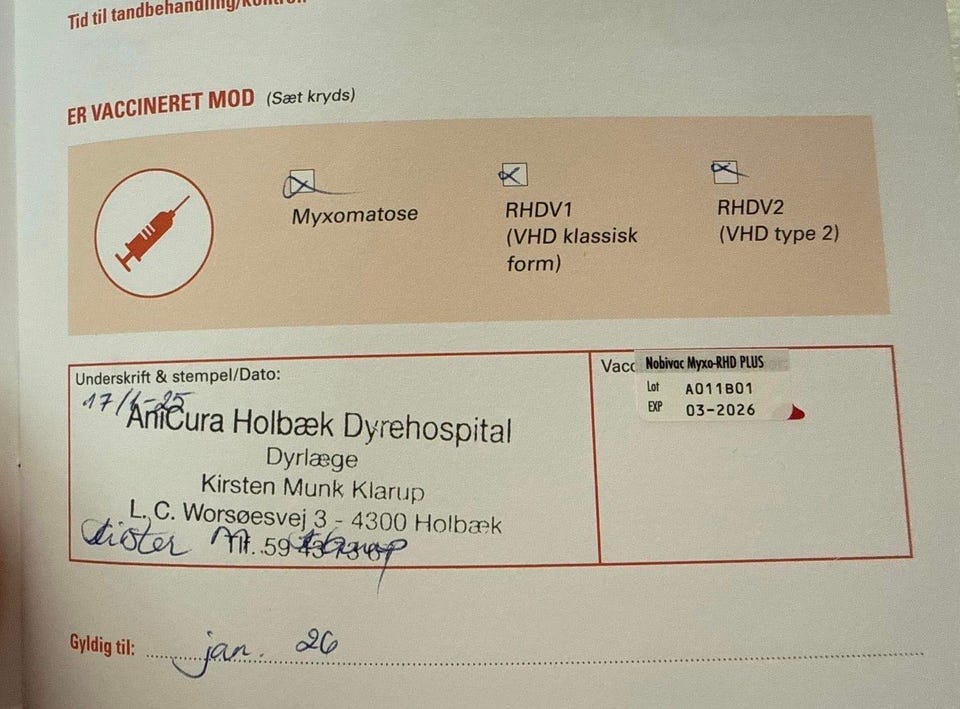 Tid til tandbehandling/kontrol
ER VACCINERET MOD (Sæt kryds)
Myxomatose
RHDV1
(VHD klassisk
form)
RHDV2
(VHD type 2)
Underskrift & stempel/Dato:
17/1-25
AniCura Holbæk Dyrehospital
Dyrlæge
Kirsten Munk Klarup
L. C. Worsøesvej 3 - 4300 Holbæk
Tlf. 59
Vacc
Nobivac Myxo-RHD PLUS
Lot A011B01
EXP 03-2026
Gyldig til: jan. 26